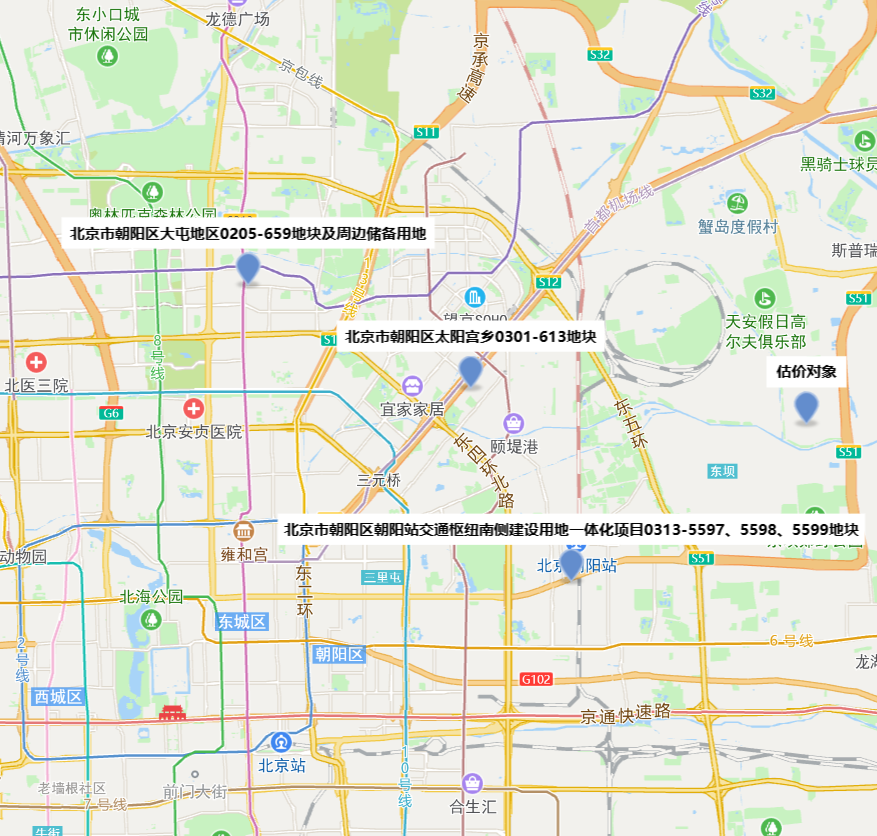 东小口城
市休闲公园
龙德广场
京包线
京承高速
S32
S32
S11
清河万象汇
黑骑士球员
奥林匹克森林公园
首都机场线
蟹岛度假村
北京市朝阳区大屯地区0205-659地块及周边储备用地
斯普瑞
S12
S51
望京SOHO
天安假日高
尔夫俱乐部
北京市朝阳区太阳宫乡0301-613地块
8号线
估价对象
北医三院
宜家家居
G6
北京安贞医院
东五环
颐堤港
东四环北路
S51
三元桥
东坝
北京市朝阳区朝阳站交通枢纽南侧建设用地一体化项目0313-5597、5598、5599地块
动物园
雍和宫
北京朝阳站
S51
三里屯
东二环
北海公园
东城区
6号线
2号线
朝阳区
龙湖
G102
西城区
京通快速路
北京站
10号线
老墙根社区
前门大街
7号线
合生汇
牛街